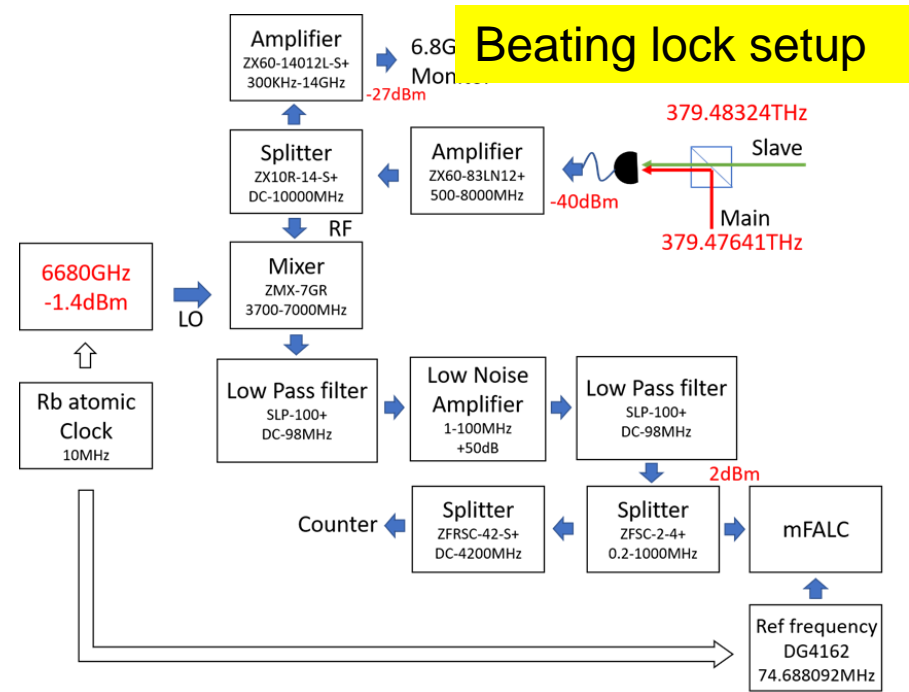 Beating lock setup
Amplifier
ZX60-14012L-S+
300KHz-14GHz
6.8G
-27dBm
379.48324THz
Splitter
ZX10R-14-S+
DC-10000MHz
Amplifier
ZX60-83LN12+
500-8000MHz
-40dBm
Slave
Main
379.47641THz
RF
6680GHz
-1.4dBm
LO
Mixer
ZMX-7GR
3700-7000MHz
Rb atomic
Clock
10MHz
Low Pass filter
SLP-100+
DC-98MHz
Low Noise
Amplifier
1-100MHz
+50dB
Low Pass filter
SLP-100+
DC-98MHz
2dBm
Counter
Splitter
ZFRSC-42-S+
DC-4200MHz
Splitter
ZFSC-2-4+
0.2-1000MHz
mFALC
Ref frequency
DG4162
74.688092MHz